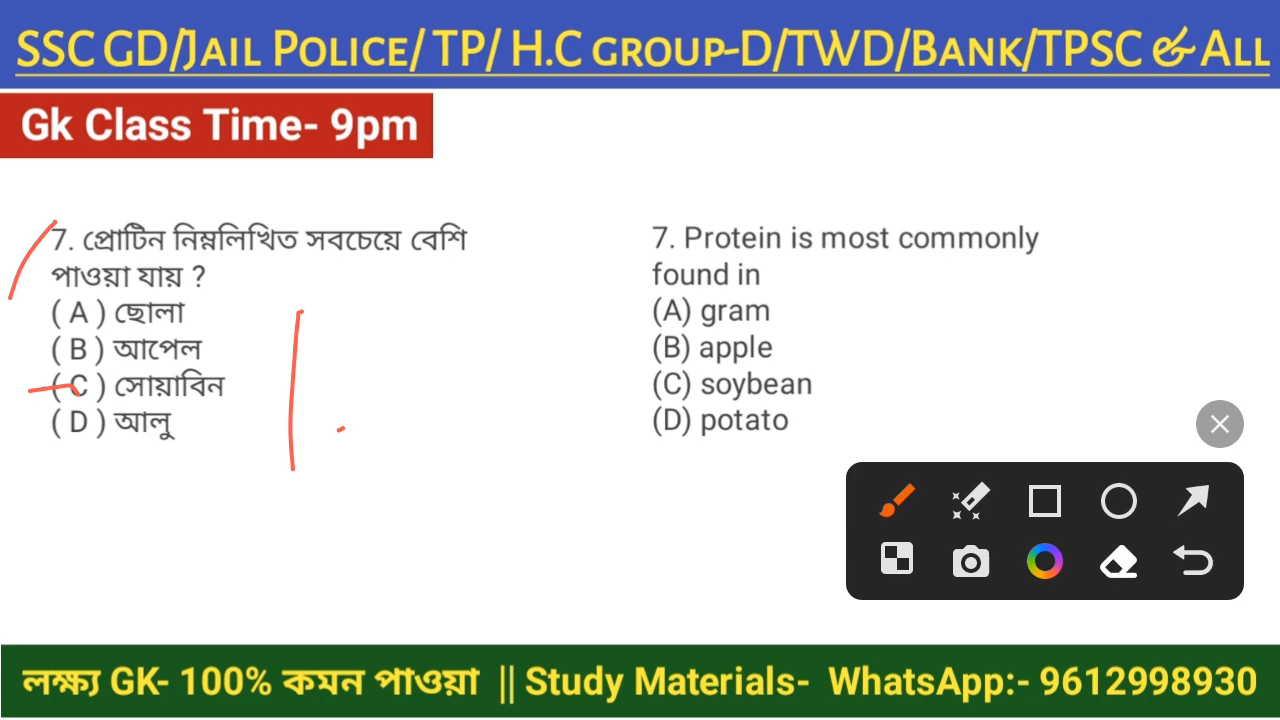 SSC GD/JAIL POLICE/ TP/ H.C GROUP-D/TWD/BANK/TPSC & ALL
Gk Class Time- 9pm
7. প্রোটিন নিম্নলিখিত সবচেয়ে বেশি
পাওয়া যায় ?
( A ) ছোলা
( B ) আপেল
( C ) সোয়াবিন
( D ) আলু
7. Protein is most commonly
found in
(A) gram
(B) apple
(C) soybean
(D) potato
লক্ষ্য GK- 100% কমন পাওয়া || Study Materials- WhatsApp:- 9612998930